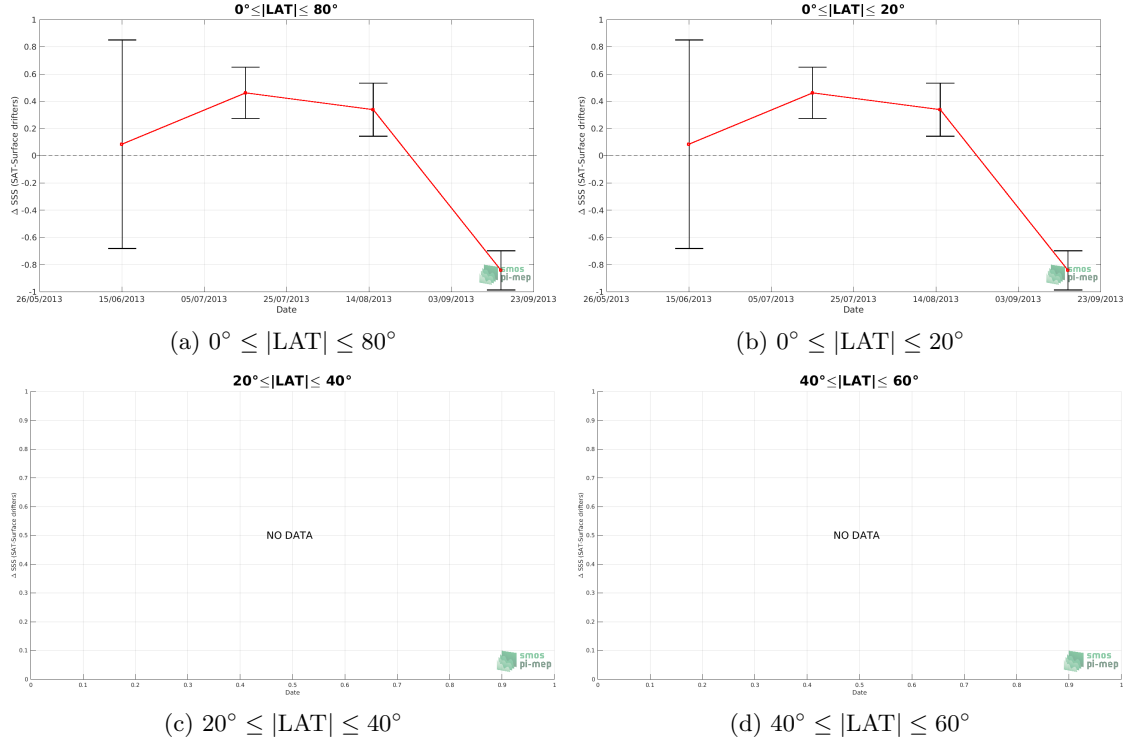 0°≤|LAT|≤ 80°
1
0.8
0.6
0.4
0.2
0
-0.2
-0.4
-0.6
-0.8
-1
Δ SSS (SAT-Surface drifters)
26/05/2013 15/06/2013 05/07/2013 25/07/2013 14/08/2013 03/09/2013 23/09/2013
Date
smos
pi-mep
(a) 0° ≤ |LAT| ≤ 80°
0°≤|LAT|≤ 20°
1
0.8
0.6
0.4
0.2
0
-0.2
-0.4
-0.6
-0.8
-1
Δ SSS (SAT-Surface drifters)
26/05/2013 15/06/2013 05/07/2013 25/07/2013 14/08/2013 03/09/2013 23/09/2013
Date
smos
pi-mep
(b) 0° ≤ |LAT| ≤ 20°
20°≤|LAT|≤ 40°
1
0.9
0.8
0.7
0.6
0.5
0.4
0.3
0.2
0.1
0
Δ SSS (SAT-Surface drifters)
NO DATA
smos
pi-mep
0 0.1 0.2 0.3 0.4 0.5 0.6 0.7 0.8 0.9 1
Date
(c) 20° ≤ |LAT| ≤ 40°
40°≤|LAT|≤ 60°
1
0.9
0.8
0.7
0.6
0.5
0.4
0.3
0.2
0.1
0
Δ SSS (SAT-Surface drifters)
NO DATA
smos
pi-mep
0 0.1 0.2 0.3 0.4 0.5 0.6 0.7 0.8 0.9 1
Date
(d) 40° ≤ |LAT| ≤ 60°